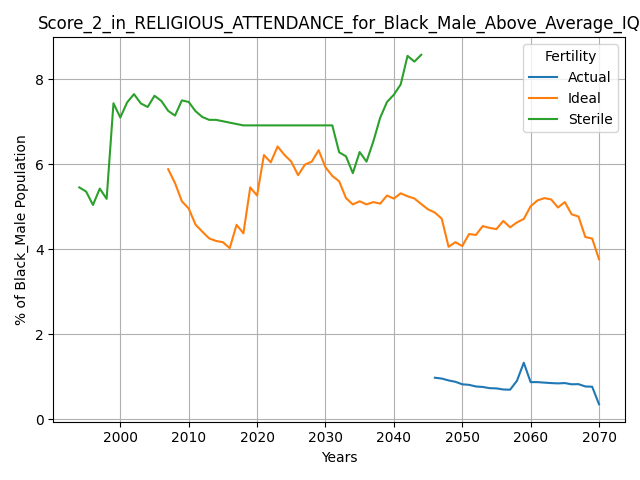 Score_2_in_RELIGIOUS_ATTENDANCE_for_Black_Male_Above_Average_IQ
Fertility
Actual
Ideal
Sterile
% of Black_Male Population
8
6
4
2
0
2000 2010 2020 2030 2040 2050 2060 2070
Years